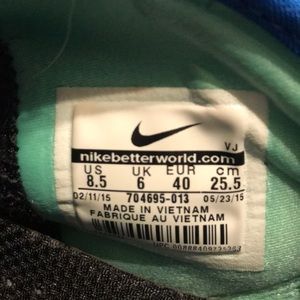 VJ
nikebetterworld.com
US UK EUR cm
8.5 6 40 25.5
02/11/15 704695-013 05/23/15
MADE IN VIETNAM
FABRIQUE AU VIETNAM